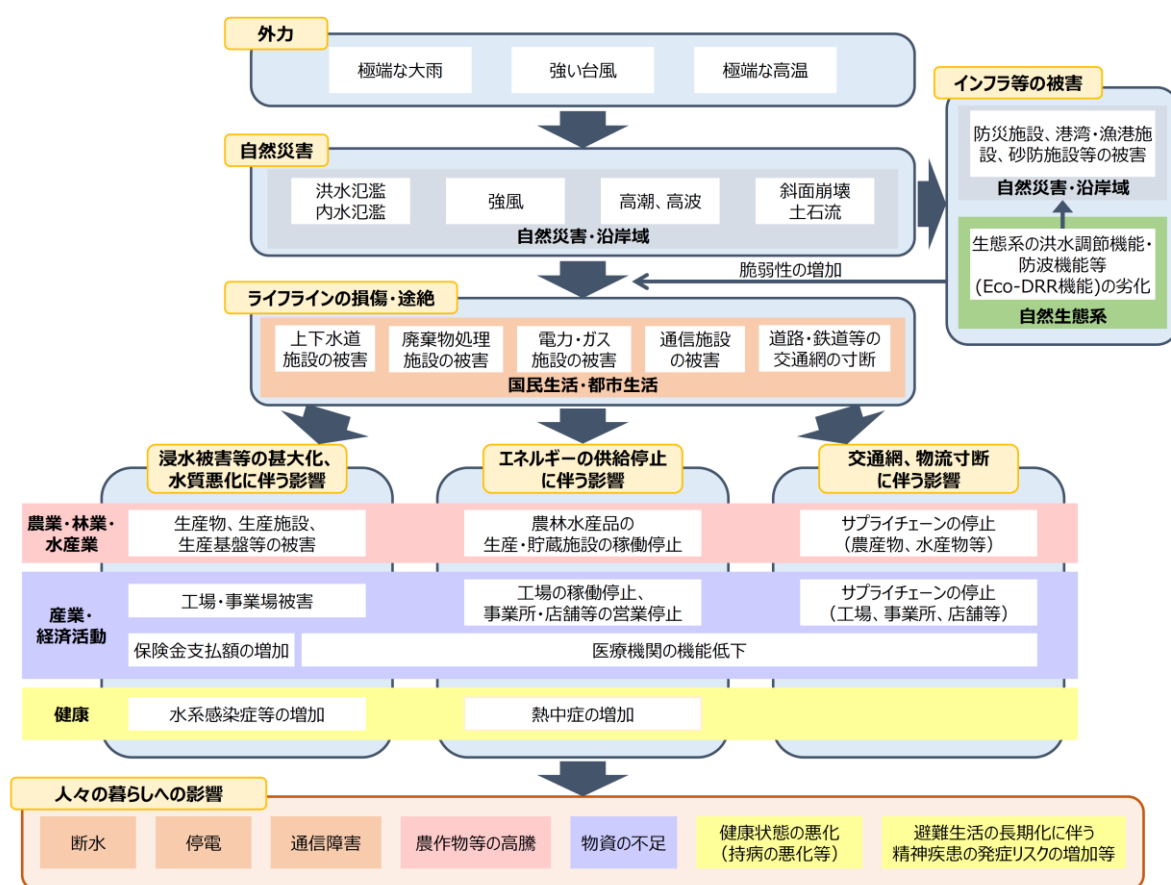 外力
極端な大雨
強い台風
極端な高温
インフラ等の被害
防災施設、港湾・漁港施
設、砂防施設等の被害
自然災害・沿岸域
生態系の洪水調節機能・
防波機能等
(Eco-DRR機能)の劣化
自然生態系
自然災害
洪水氾濫
内水氾濫
強風
高潮、高波
斜面崩壊
土石流
自然災害・沿岸域
脆弱性の増加
ライフラインの損傷・途絶
上下水道
施設の被害
廃棄物処理
施設の被害
電力・ガス
施設の被害
通信施設
の被害
道路・鉄道等の
交通網の寸断
国民生活・都市生活
浸水被害等の甚大化、
水質悪化に伴う影響
エネルギーの供給停止
に伴う影響
交通網、物流寸断
に伴う影響
農業・林業・
水産業
生産物、生産施設、
生産基盤等の被害
農林水産品の
生産・貯蔵施設の稼働停止
サプライチェーンの停止
（農産物、水産物等）
産業・
経済活動
工場・事業場被害
工場の稼働停止、
事業所・店舗等の営業停止
サプライチェーンの停止
（工場、事業所、店舗等）
保険金支払額の増加
医療機関の機能低下
健康
水系感染症等の増加
熱中症の増加
人々の暮らしへの影響
断水
停電
通信障害
農作物等の高騰
物資の不足
健康状態の悪化
（持病の悪化等）
避難生活の長期化に伴う
精神疾患の発症リスクの増加等